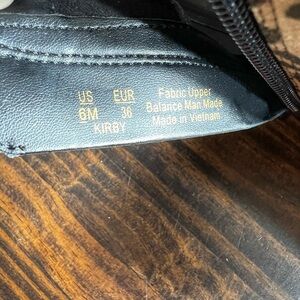 US EUR
6M 36
KIRBY
Fabric Upper
Balance Man Made
Made in Vietnam